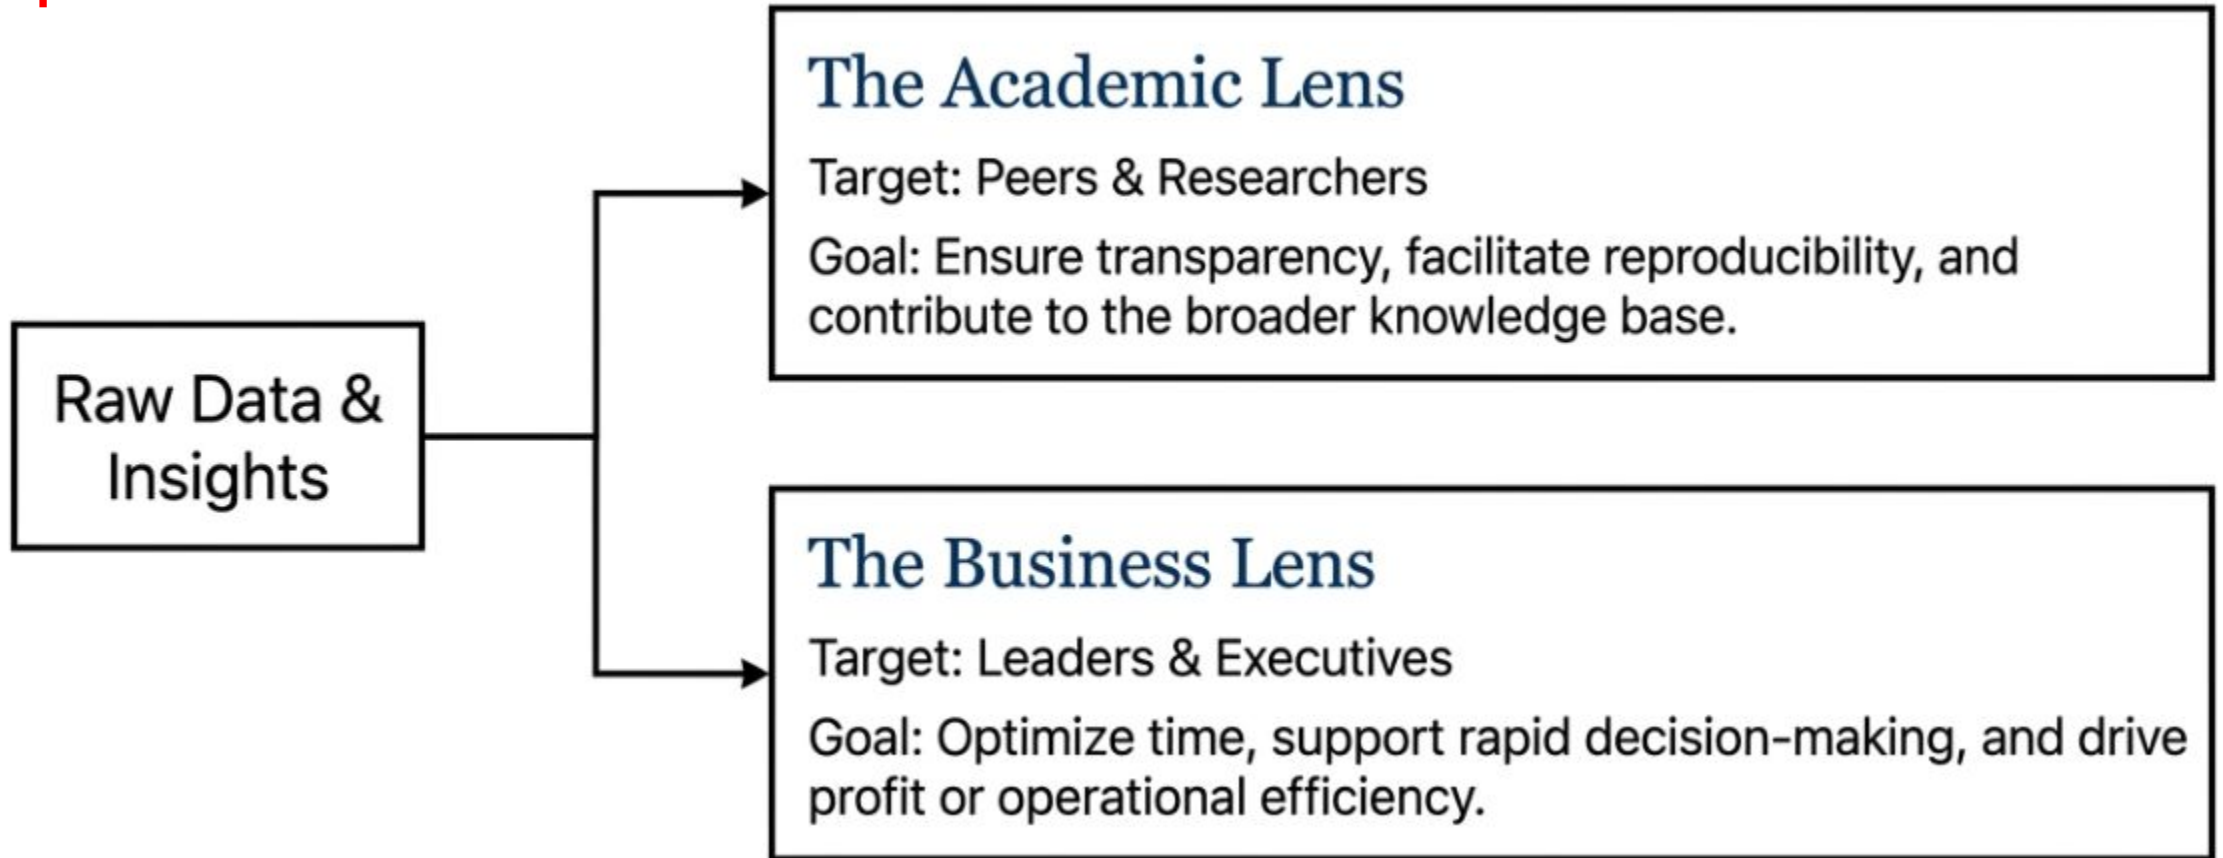 Raw Data &
Insights
The Academic Lens
Target: Peers & Researchers
Goal: Ensure transparency, facilitate reproducibility, and
contribute to the broader knowledge base.
The Business Lens
Target: Leaders & Executives
Goal: Optimize time, support rapid decision-making, and drive
profit or operational efficiency.